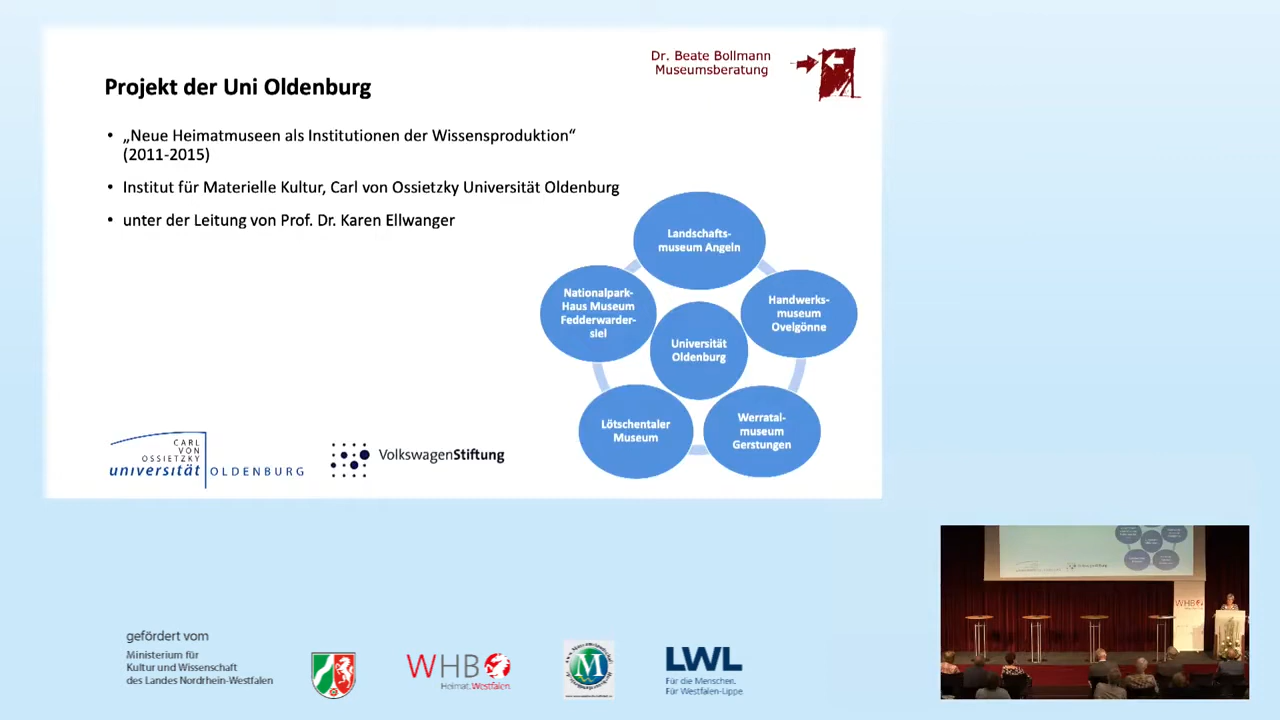 Dr. Beate Bollmann
Museumsberatung
Projekt der Uni Oldenburg
• „Neue Heimatmuseen als Institutionen der Wissensproduktion“
(2011-2015)
• Institut für Materielle Kultur, Carl von Ossietzky Universität Oldenburg
• unter der Leitung von Prof. Dr. Karen Ellwanger
Landschafts-
museum Angeln
Nationalpark-
Haus Museum
Fedderwarder-
siel
Handwerks-
museum
Ovelgönne
Universität
Oldenburg
Lötschentaler
Museum
Werratal-
museum
Gerstungen
CARL
VON
OSSIETZKY
universität OLDENBURG
VolkswagenStiftung
WHB
gefördert vom
Ministerium für
Kultur und Wissenschaft
des Landes Nordrhein-Westfalen
WHB
Heimat.Westfalen.
M
LWL
Für die Menschen.
Für Westfalen-Lippe